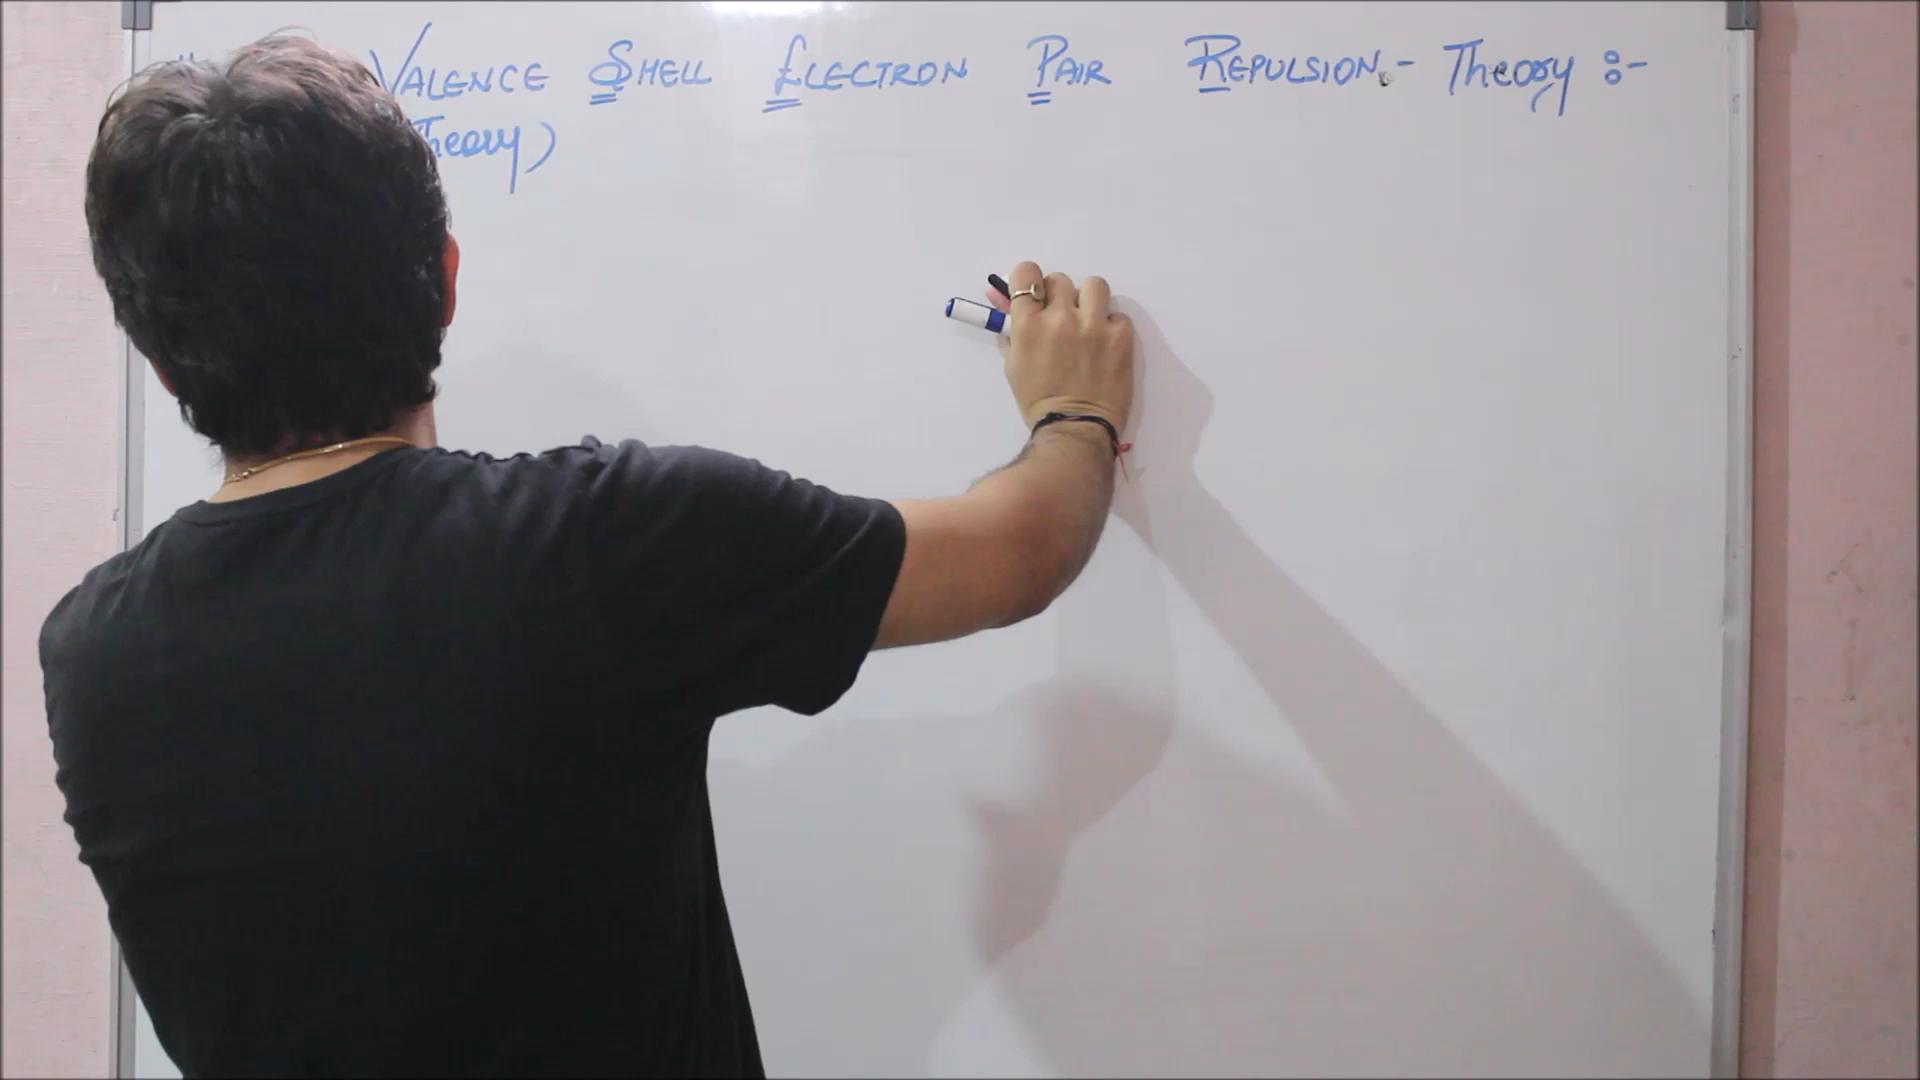 VALENCE SHELL ELECTRON PAIR REPULSION - Theory :-
Theory)